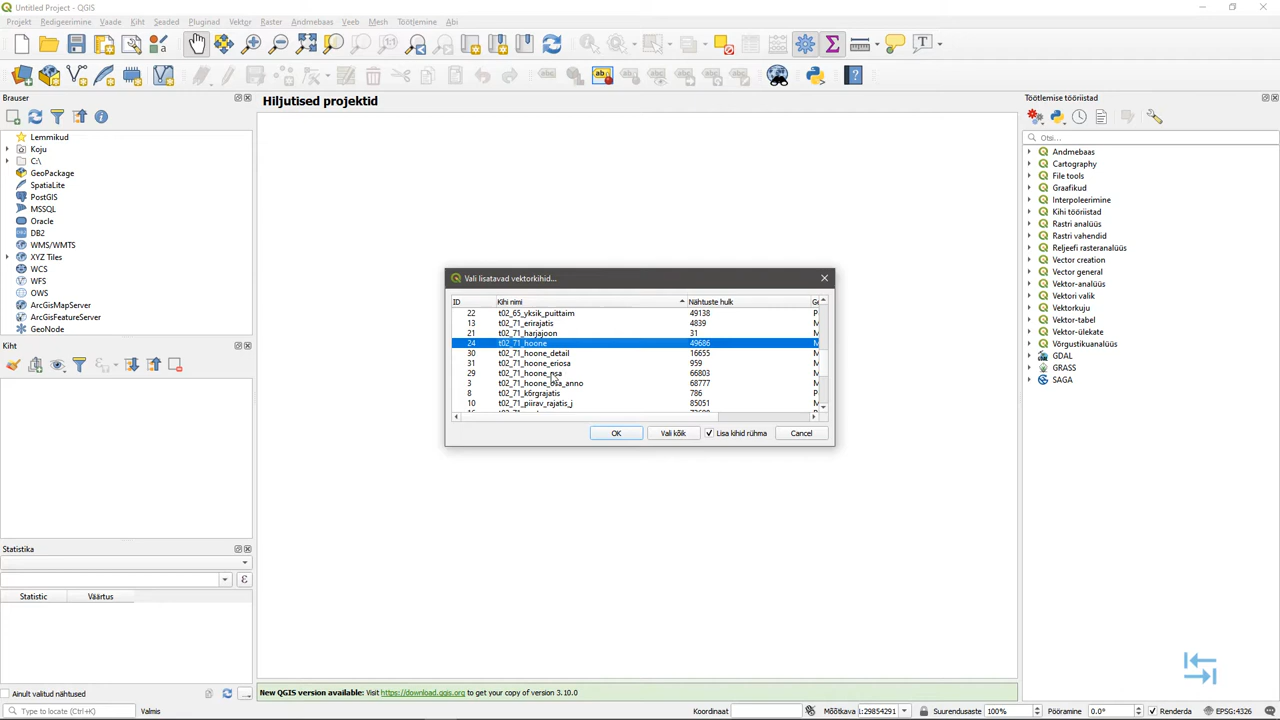 Untitled Project - QGIS
Projekt Redigeerimine Vaade Kiht Seaded Pluginad Vektor Raster Andmebaas Veeb Mesh Töötlemine Abi
Brauser
Lemmikud
Koju
C:\
GeoPackage
SpatiaLite
PostGIS
MSSQL
Oracle
DB2
WMS/WMTS
XYZ Tiles
WCS
WFS
OWS
ArcGisMapServer
ArcGisFeatureServer
GeoNode
Kiht
Statistika
Statistic Väärtus
Ainult valitud nähtused
Hiljutised projektid
Vali lisatavad vektorkihid...
ID Kihi nimi Nähtuste hulk
22 t02_65_yksik_puittaim 49138
13 t02_71_erirajatis 4839
21 t02_71_harjajoon 31
24 t02_71_hoone 49686
30 t02_71_hoone_detail 16655
31 t02_71_hoone_eriosa 959
29 t02_71_hoone_osa 66803
3 68777
8 t02_71_kõrgrajatis 786
10 t02_71_piirav_rajatis_j 85051
OK Vali kõik Lisa kihid rühma Cancel
New QGIS version available: Visit https://download.qgis.org to get your copy of version 3.10.0
Töötlemise tööriistad
Otsi...
Andmebaas
Cartography
File tools
Graafikud
Interpoleerimine
Kihi tööriistad
Rastri analüüs
Rastri vahendid
Reljeefi rasteranalüüs
Vector creation
Vector general
Vektor-analüüs
Vektori valik
Vektorkuju
Vektor-tabel
Vektor-ülekate
Võrgustikuanalüüs
GDAL
GRASS
SAGA
Type to locate (Ctrl+K) Valmis Koordinaat Mõõtkava 1:29854291 Suurendusaste 100% Pööramine 0.0° Renderda EPSG:4326